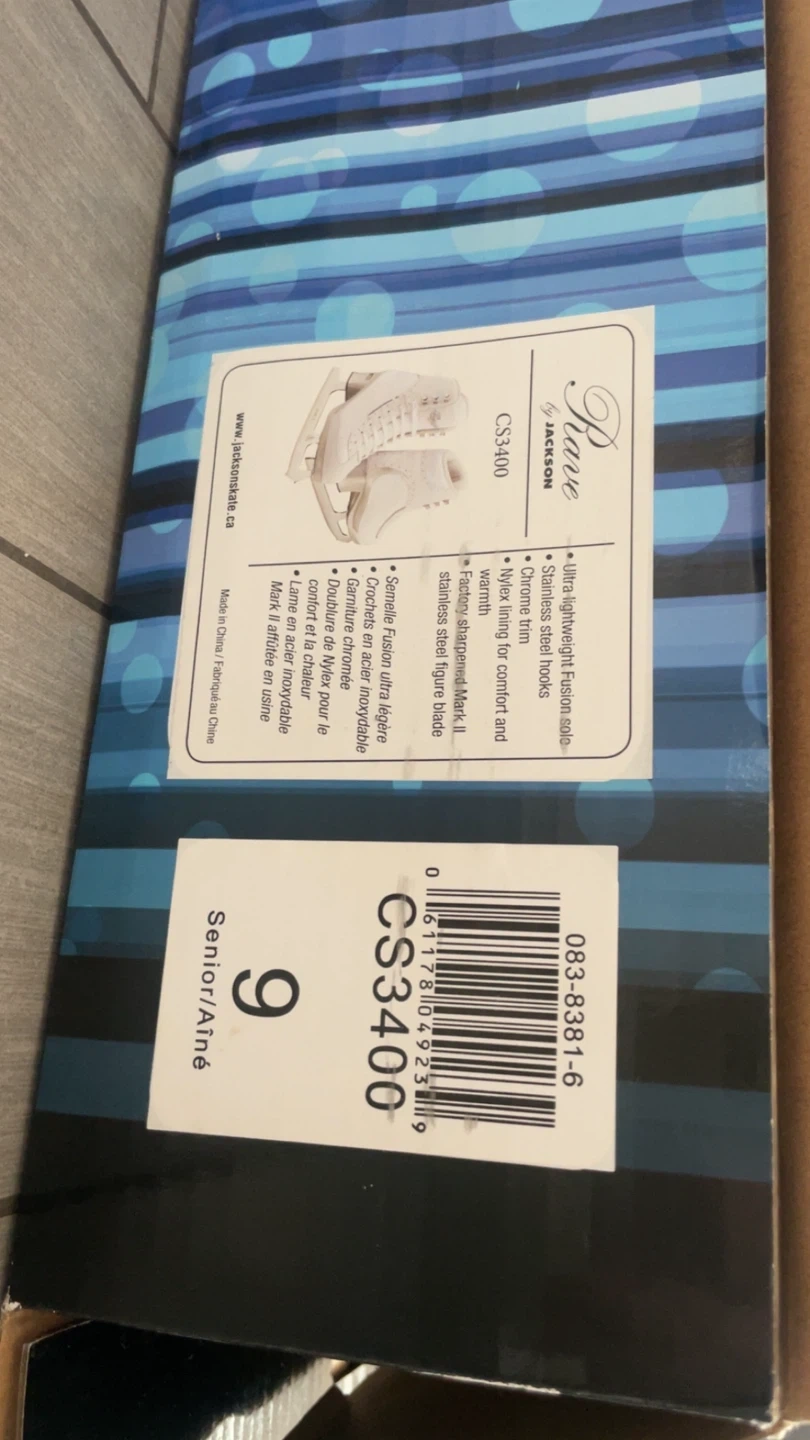 Rave
by JACKSON
CS3400
www.jacksonskate.ca
• Ultra-lightweight Fusion sole
• Stainless steel hooks
• Chrome trim
• Nylex lining for comfort and
warmth
• Factory sharpened Mark II
stainless steel figure blade
• Semelle Fusion ultra légère
• Crochets en acier inoxydable
• Garniture chromée
• Doublure de Nylex pour le
confort et la chaleur
• Lame en acier inoxydable
Mark II affûtée en usine
Made in China / Fabriqué au Chine
083-8381-6
0 61178 04923 9
CS3400
9
Senior/Aîné